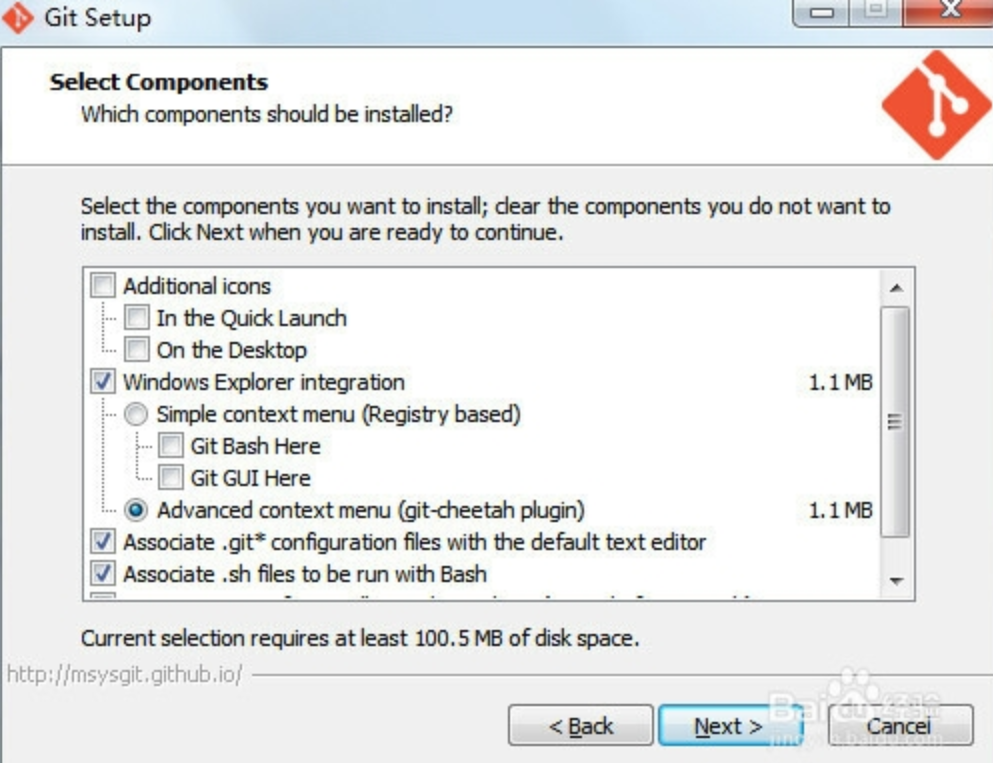 Git Setup
Select Components
Which components should be installed?
Select the components you want to install; clear the components you do not want to
install. Click Next when you are ready to continue.
Additional icons
In the Quick Launch
On the Desktop
Windows Explorer integration 1.1 MB
Simple context menu (Registry based)
Git Bash Here
Git GUI Here
Advanced context menu (git-cheetah plugin) 1.1 MB
Associate .git* configuration files with the default text editor
Associate .sh files to be run with Bash
Current selection requires at least 100.5 MB of disk space.
http://msysgit.github.io/
< Back Next > Cancel
Baidu 经验